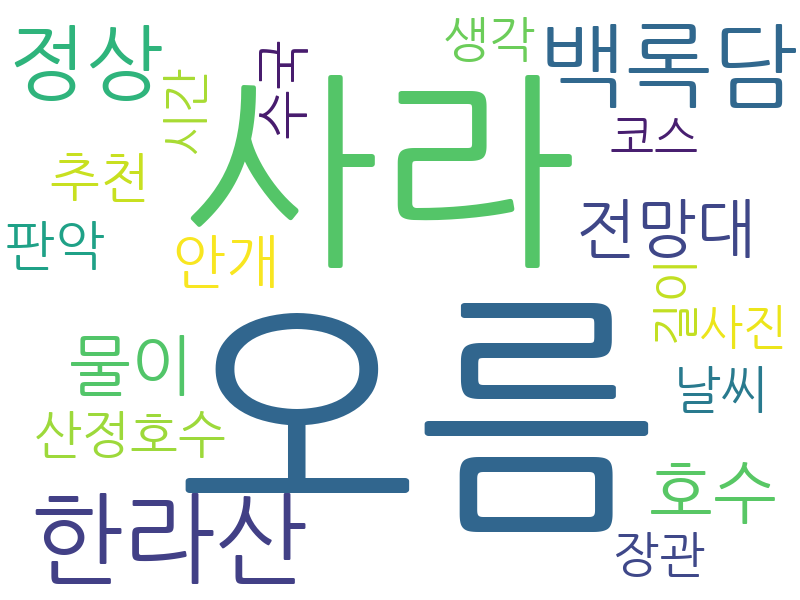 정상
생각
백록담
시간
수국
사라
코스
추천
전망대
판악
안개
길이
사진
물이
오름
날씨
산정호수
호수
한라산
장관